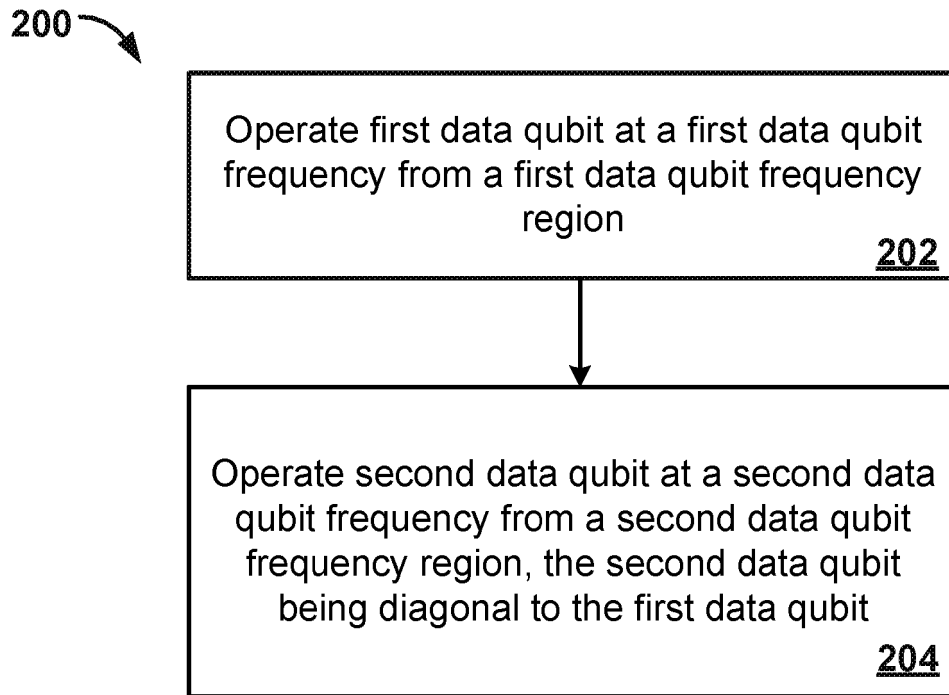 200
Operate first data qubit at a first data qubit
frequency from a first data qubit frequency
region
202
Operate second data qubit at a second data
qubit frequency from a second data qubit
frequency region, the second data qubit
being diagonal to the first data qubit
204